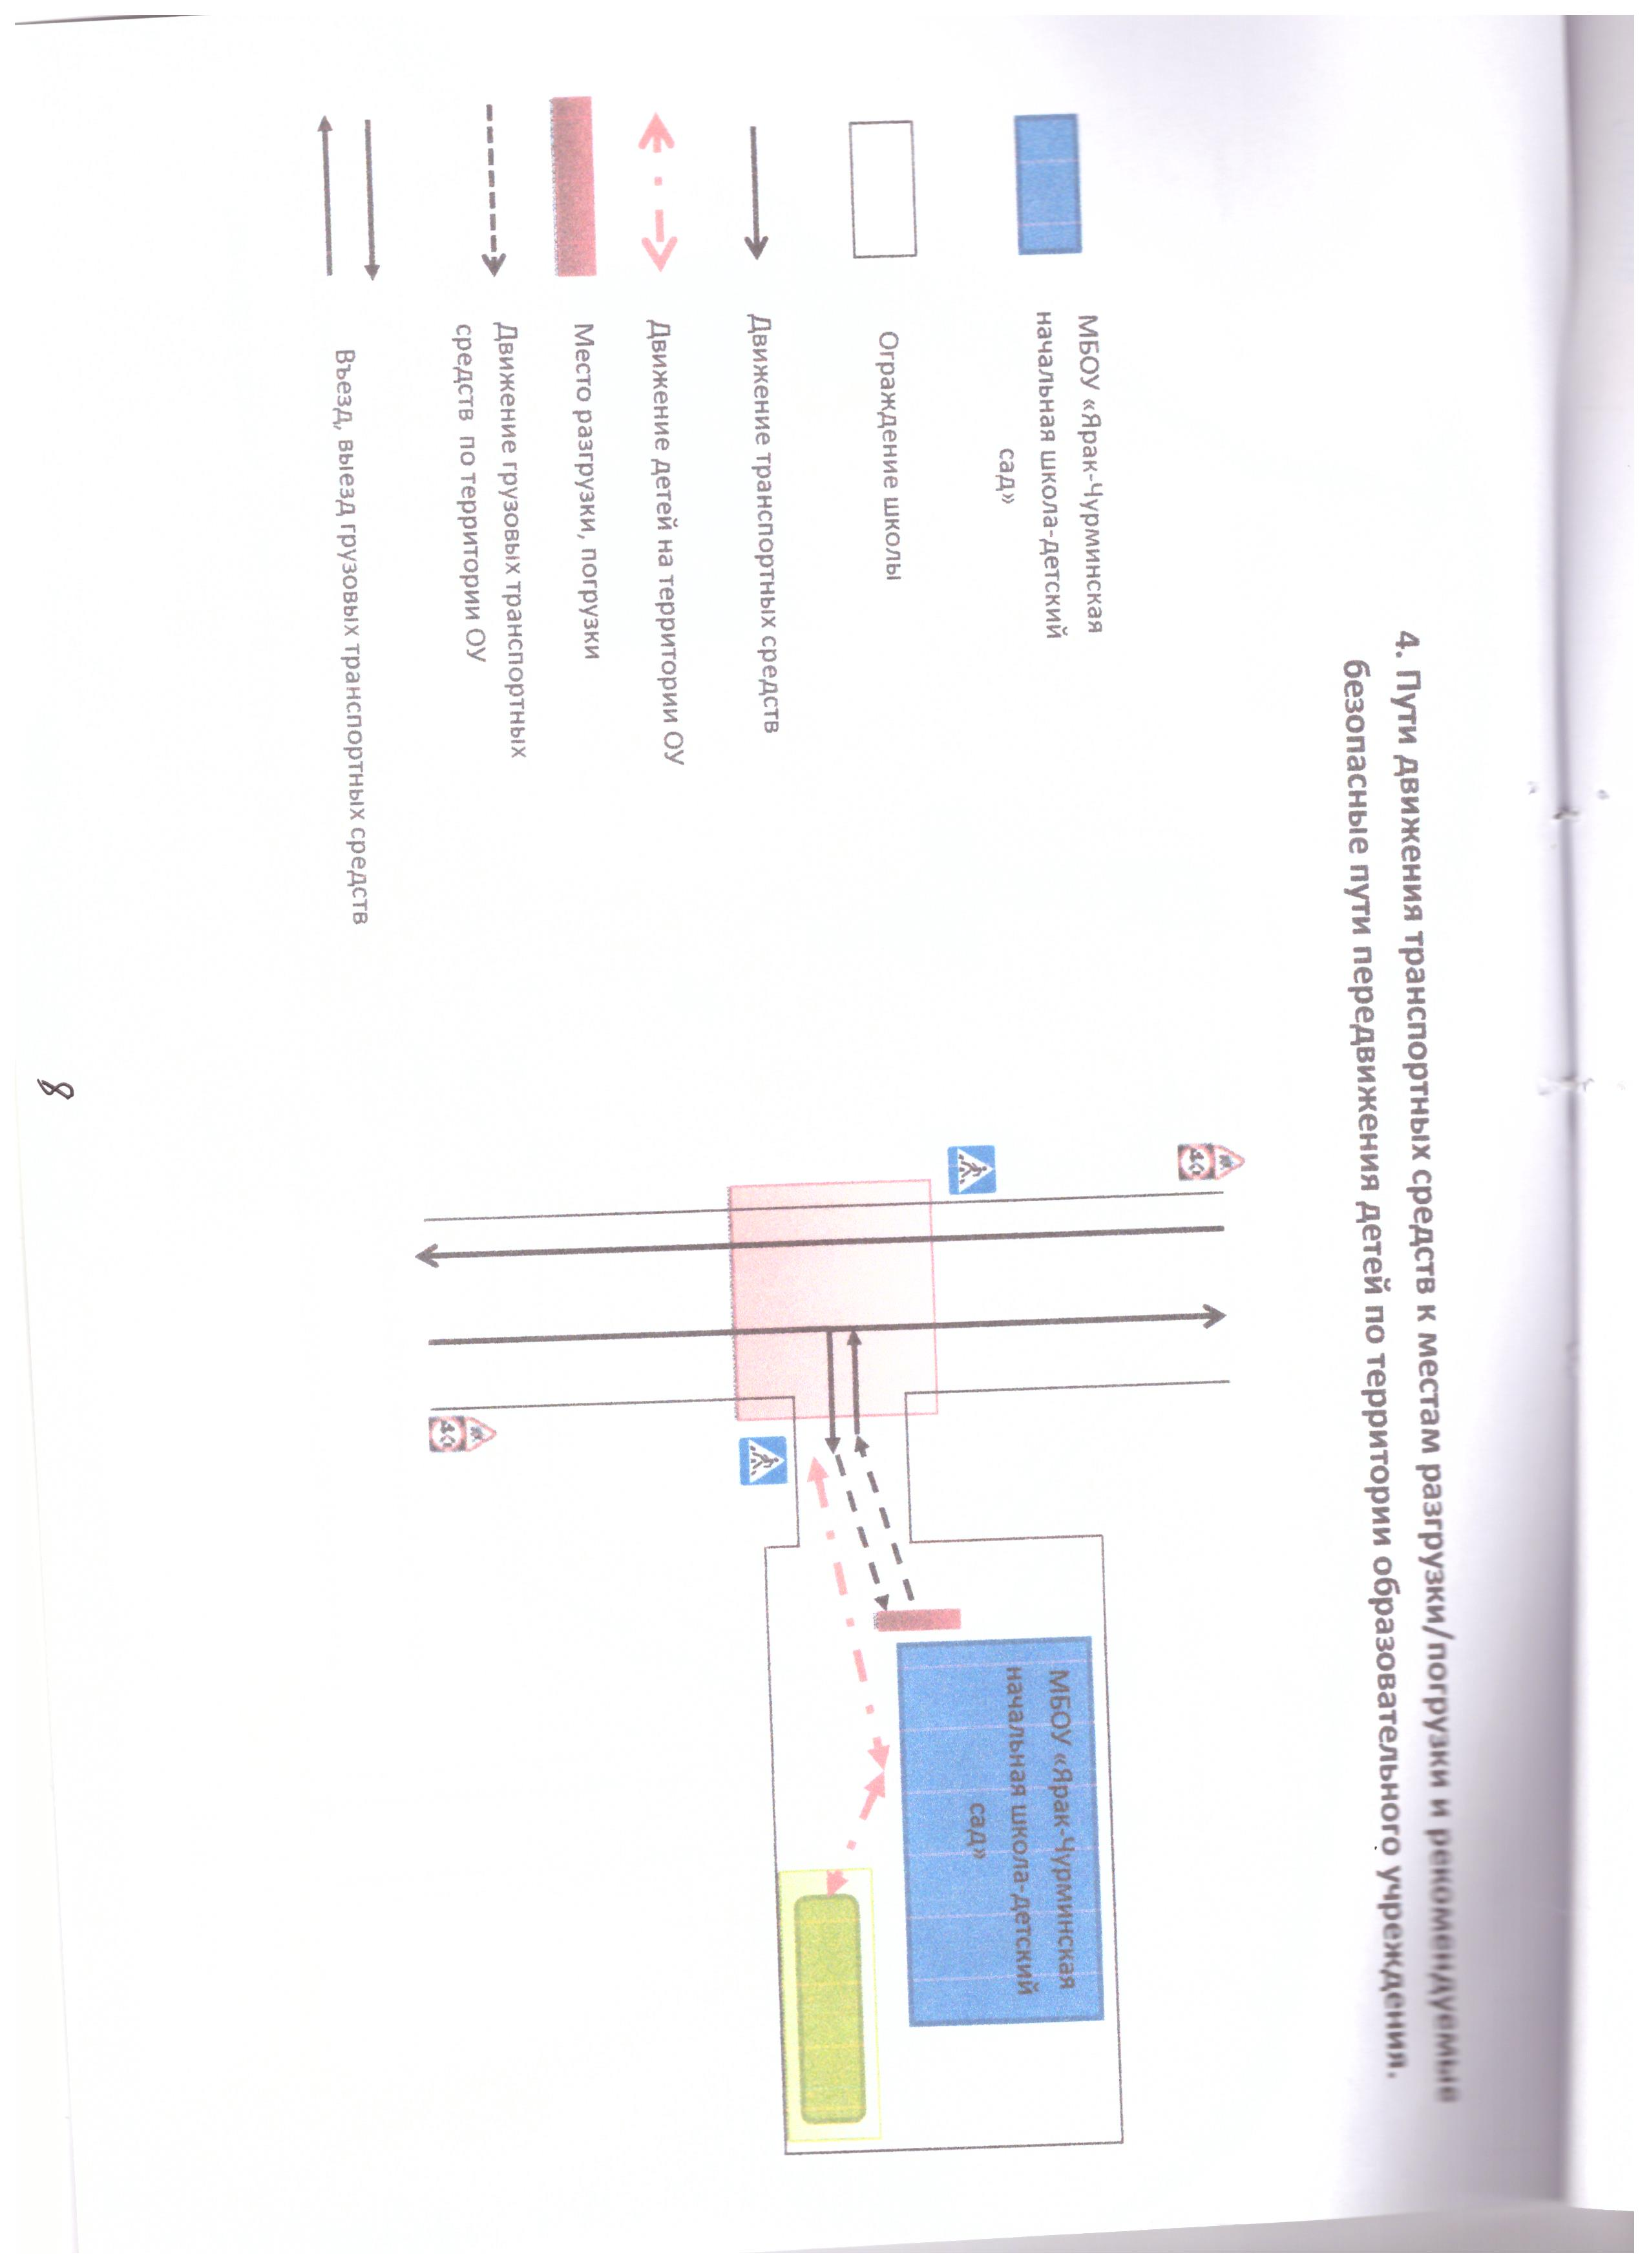 4. Пути движения транспортных средств к местам разгрузки/погрузки и рекомендуемые
безопасные пути передвижения детей по территории образовательного учреждения.
МБОУ «Ярак-Чурминская
начальная школа-детский
сад»
Ограждение школы
Движение транспортных средств
Движение детей на территории ОУ
Место разгрузки, погрузки
Движение грузовых транспортных
средств по территории ОУ
Въезд, выезд грузовых транспортных средств
МБОУ «Ярак-Чурминская
начальная школа-детский
сад»
8